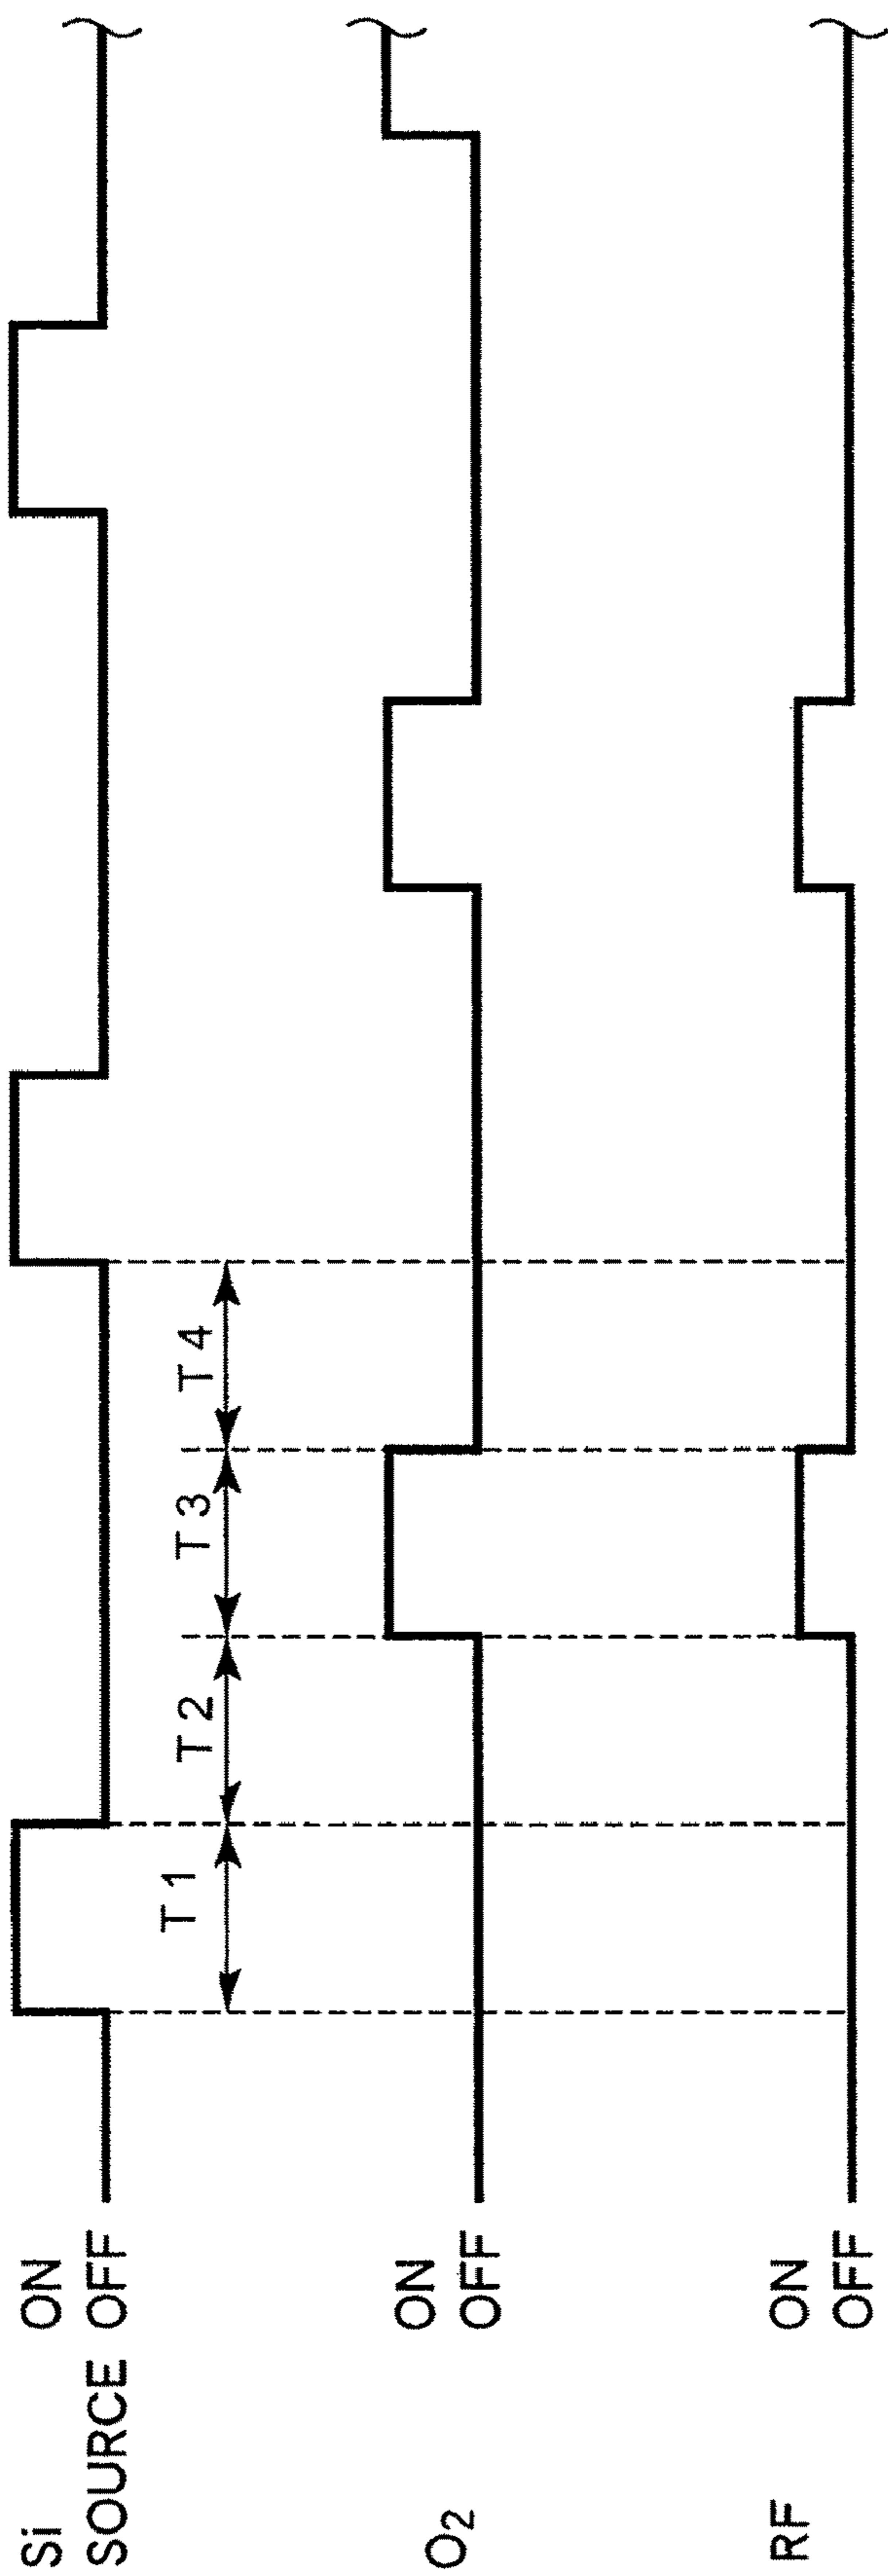 Si ON
SOURCE OFF
T1 T2 T3 T4
O2 ON
OFF
RF ON
OFF